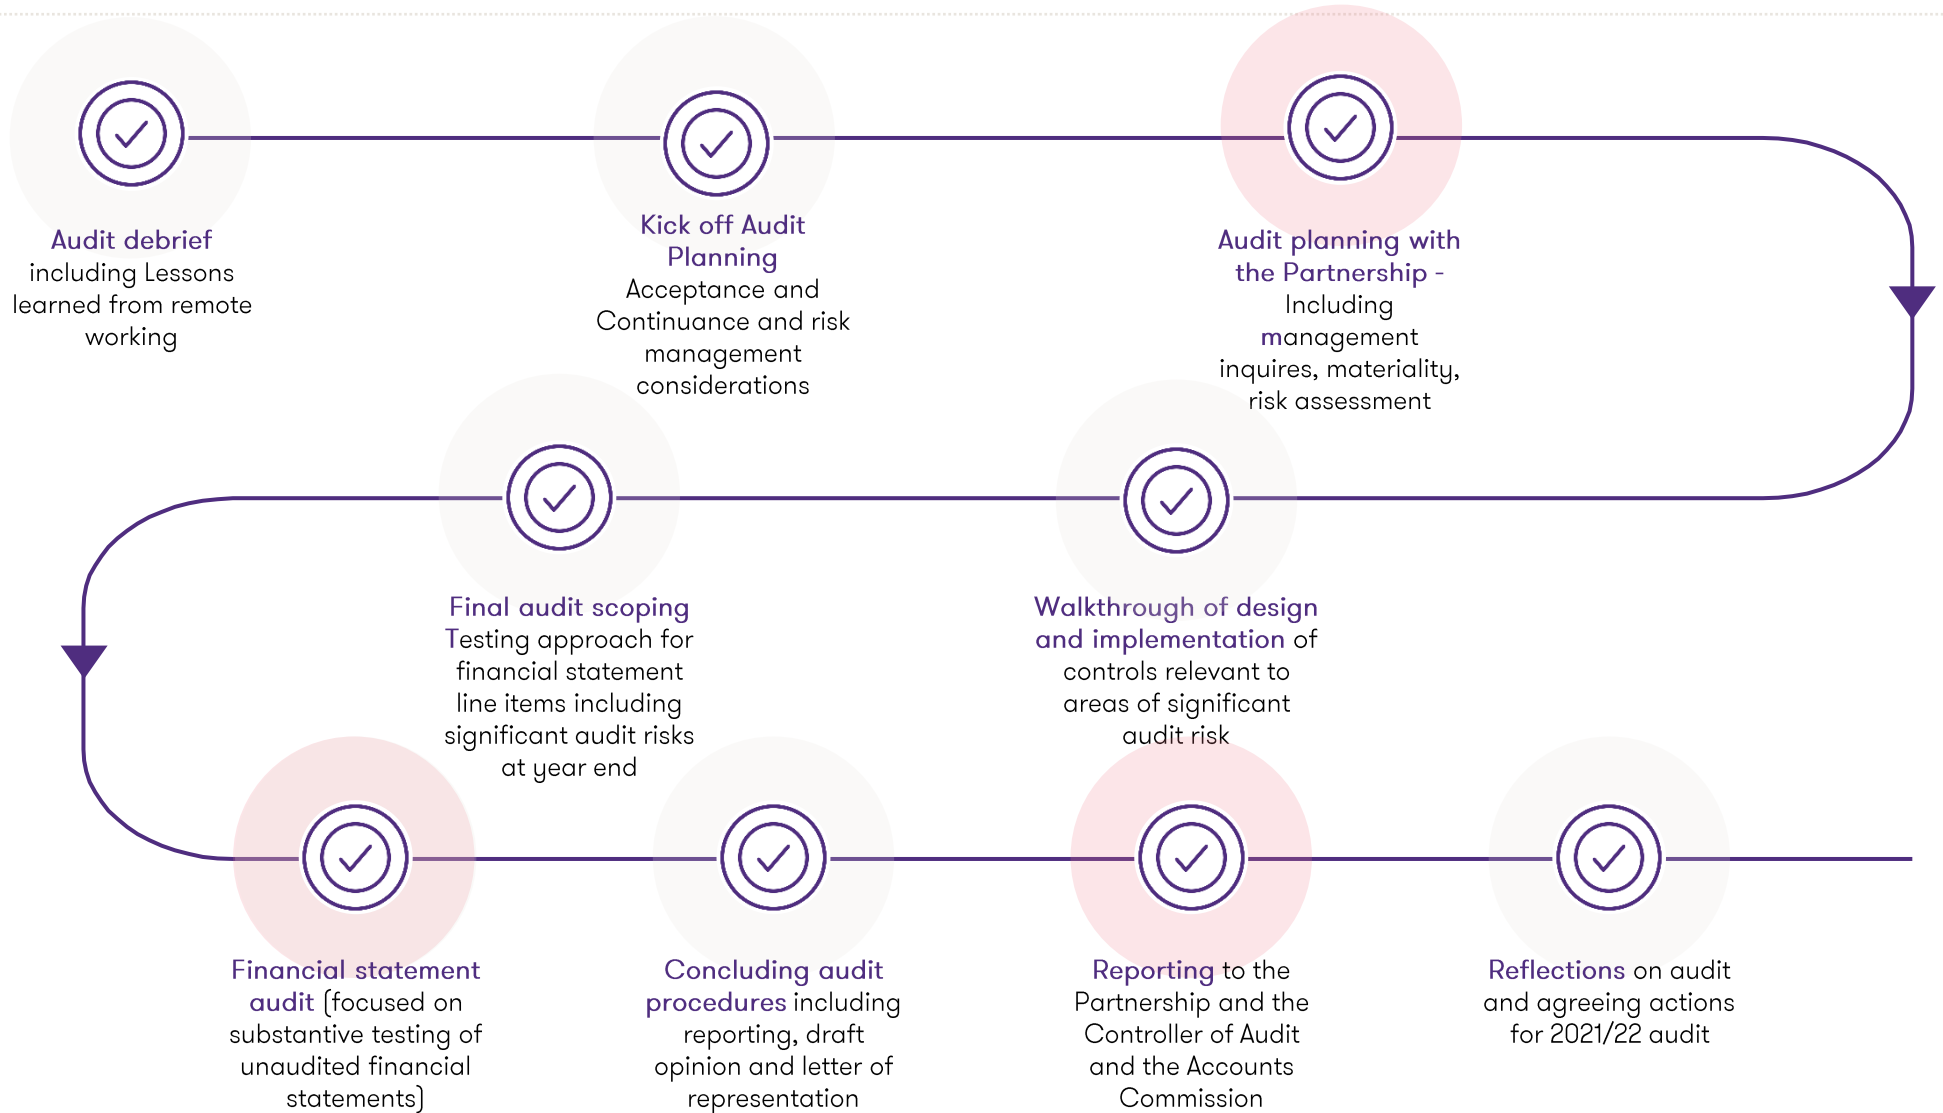 Audit debrief
including Lessons
learned from remote
working
Kick off Audit
Planning
Acceptance and
Continuance and risk
management
considerations
Audit planning with
the Partnership -
Including
management
inquires, materiality,
risk assessment
Walkthrough of design
and implementation of
controls relevant to
areas of significant
audit risk
Final audit scoping
Testing approach for
financial statement
line items including
significant audit risks
at year end
Financial statement
audit (focused on
substantive testing of
unaudited financial
statements)
Concluding audit
procedures including
reporting, draft
opinion and letter of
representation
Reporting to the
Partnership and the
Controller of Audit
and the Accounts
Commission
Reflections on audit
and agreeing actions
for 2021/22 audit